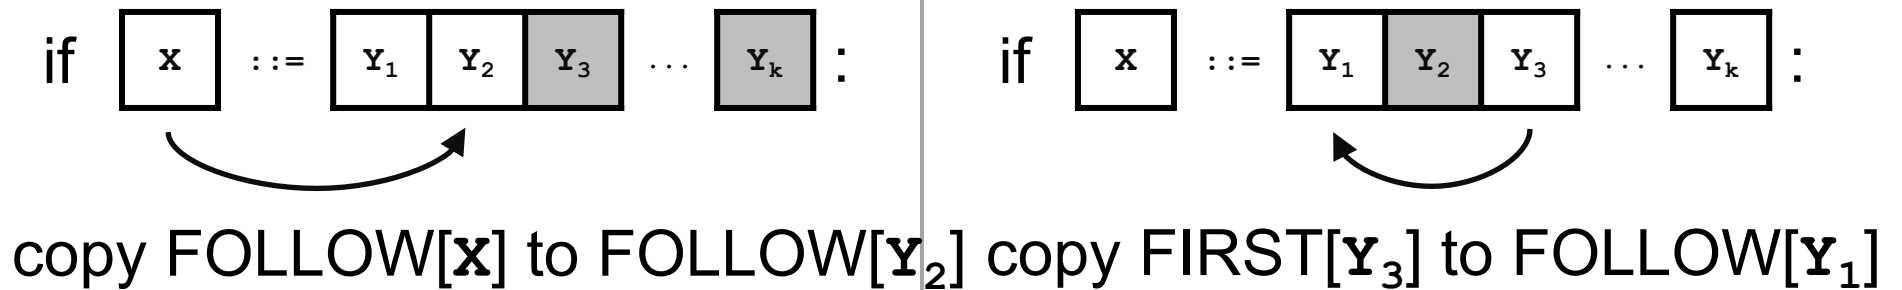 if X ::= Y1 Y2 Y3 ... Yk :
copy FOLLOW[X] to FOLLOW[Y2]
if X ::= Y1 Y2 Y3 ... Yk :
copy FIRST[Y3] to FOLLOW[Y1]